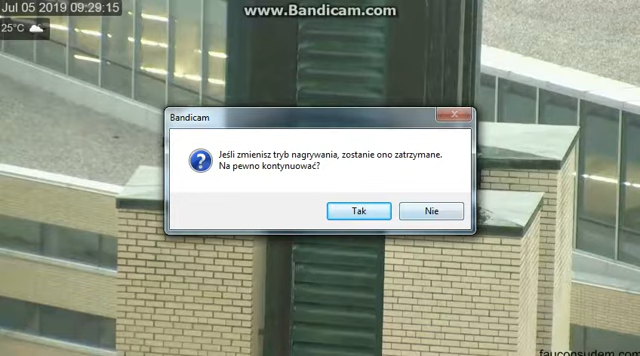 www.Bandicam.com
Jul 05 2019 09:29:15
25°C
Bandicam
Jeśli zmienisz tryb nagrywania, zostanie ono zatrzymane.
Na pewno kontynuować?
Tak
Nie
fauconsudem.com